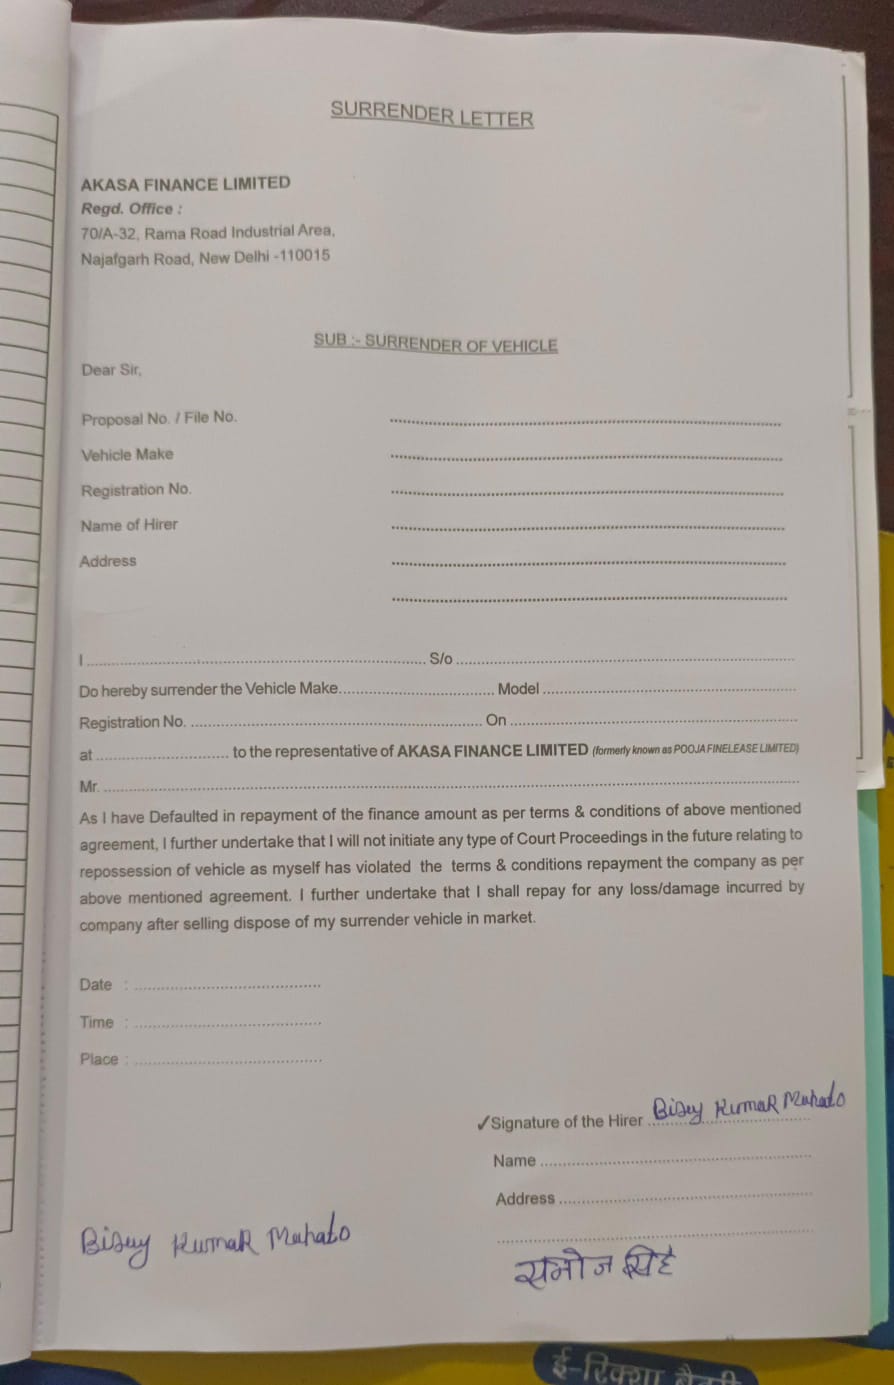 SURRENDER LETTER
AKASA FINANCE LIMITED
Regd. Office :
70/A-32, Rama Road Industrial Area,
Najafgarh Road, New Delhi -110015
SUB :- SURRENDER OF VEHICLE
Dear Sir,
Proposal No. / File No. ........................................
Vehicle Make ........................................
Registration No. ........................................
Name of Hirer ........................................
Address ........................................
........................................
I ........................................ S/o ........................................
Do hereby surrender the Vehicle Make.................... Model ....................
Registration No. ........................................ On ........................................
at .................... to the representative of AKASA FINANCE LIMITED (formerly known as POOJA FINELEASE LIMITED)
Mr. ........................................
As I have Defaulted in repayment of the finance amount as per terms & conditions of above mentioned
agreement, I further undertake that I will not initiate any type of Court Proceedings in the future relating to
repossession of vehicle as myself has violated the terms & conditions repayment the company as per
above mentioned agreement. I further undertake that I shall repay for any loss/damage incurred by
company after selling dispose of my surrender vehicle in market.
Date : ....................
Time : ....................
Place : ....................
✓Signature of the Hirer Bijuy Kumar Mahato
Name ....................
Address ....................
....................
Bijuy Kumar Mahato
सिंह
ई-रिक्शा बैटरी